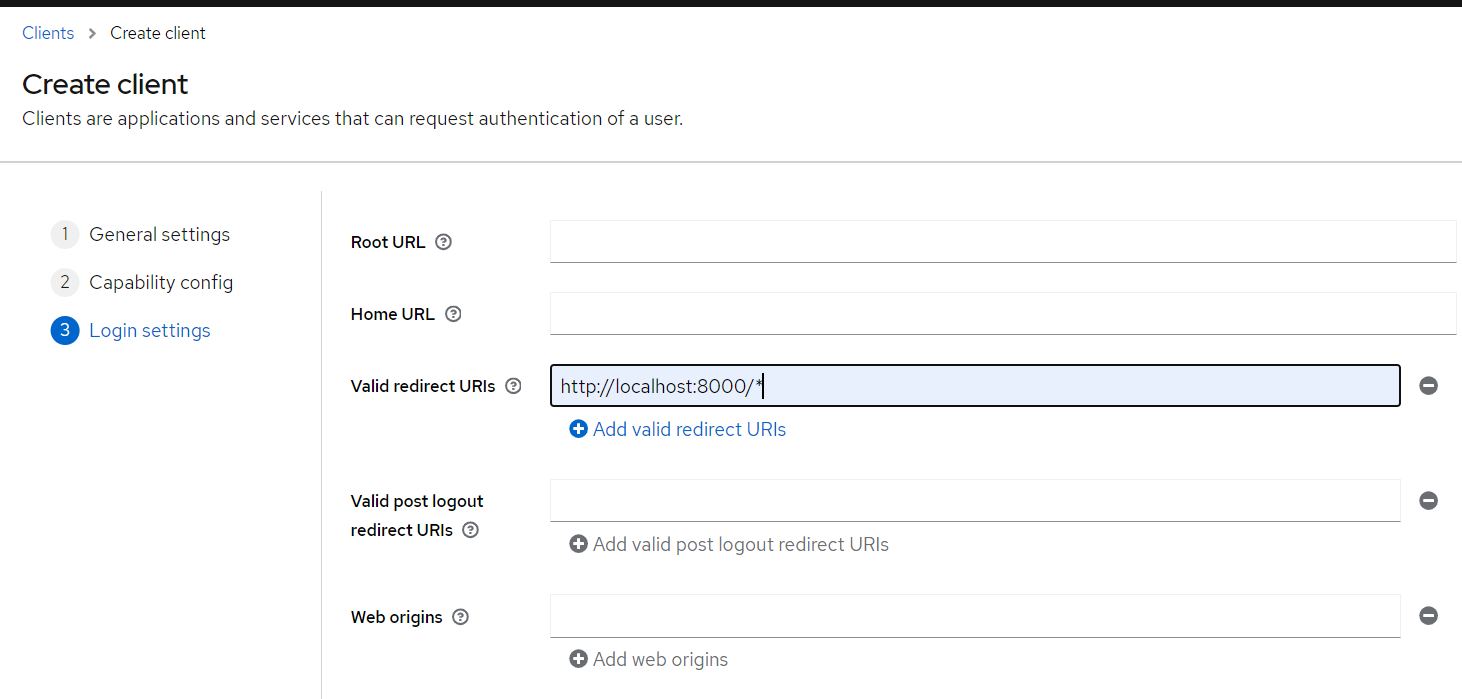 Clients > Create client
Create client
Clients are applications and services that can request authentication of a user.
1 General settings
2 Capability config
3 Login settings
Root URL
Home URL
Valid redirect URIs
http://localhost:8000/*
Add valid redirect URIs
Valid post logout
redirect URIs
Add valid post logout redirect URIs
Web origins
Add web origins